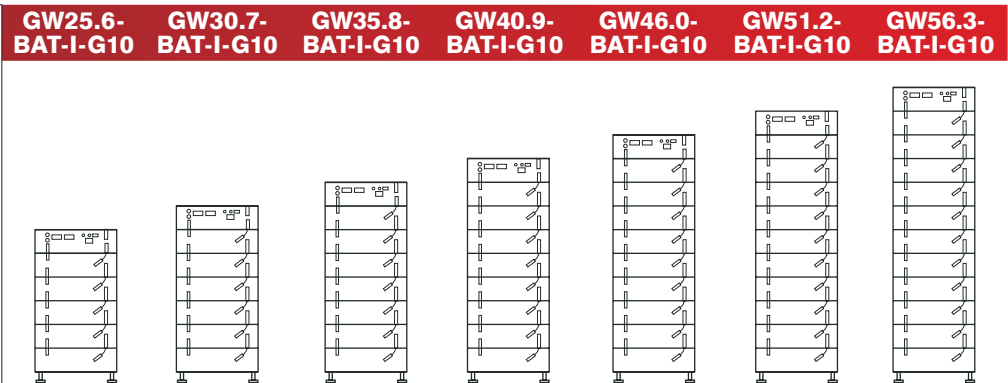 GW25.6-
BAT-I-G10
GW30.7-
BAT-I-G10
GW35.8-
BAT-I-G10
GW40.9-
BAT-I-G10
GW46.0-
BAT-I-G10
GW51.2-
BAT-I-G10
GW56.3-
BAT-I-G10